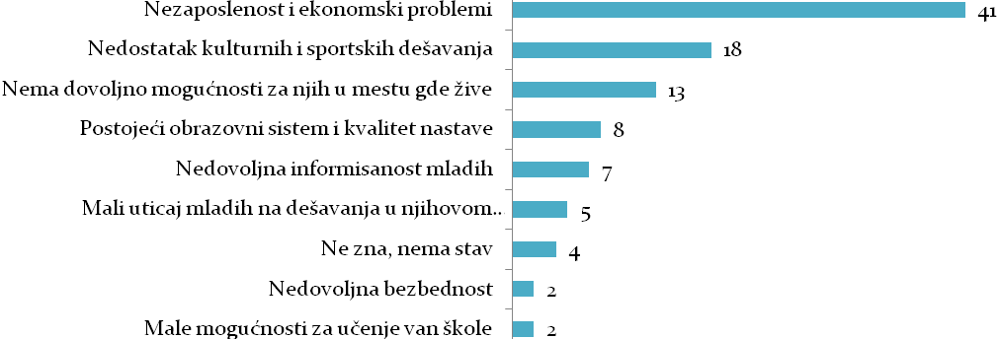 Nezaposlenost i ekonomski problemi 41
Nedostatak kulturnih i sportskih dešavanja 18
Nema dovoljno mogućnosti za njih u mestu gde žive 13
Postojeći obrazovni sistem i kvalitet nastave 8
Nedovoljna informisanost mladih 7
Mali uticaj mladih na dešavanja u njihovom.. 5
Ne zna, nema stav 4
Nedovoljna bezbednost 2
Male mogućnosti za učenje van škole 2